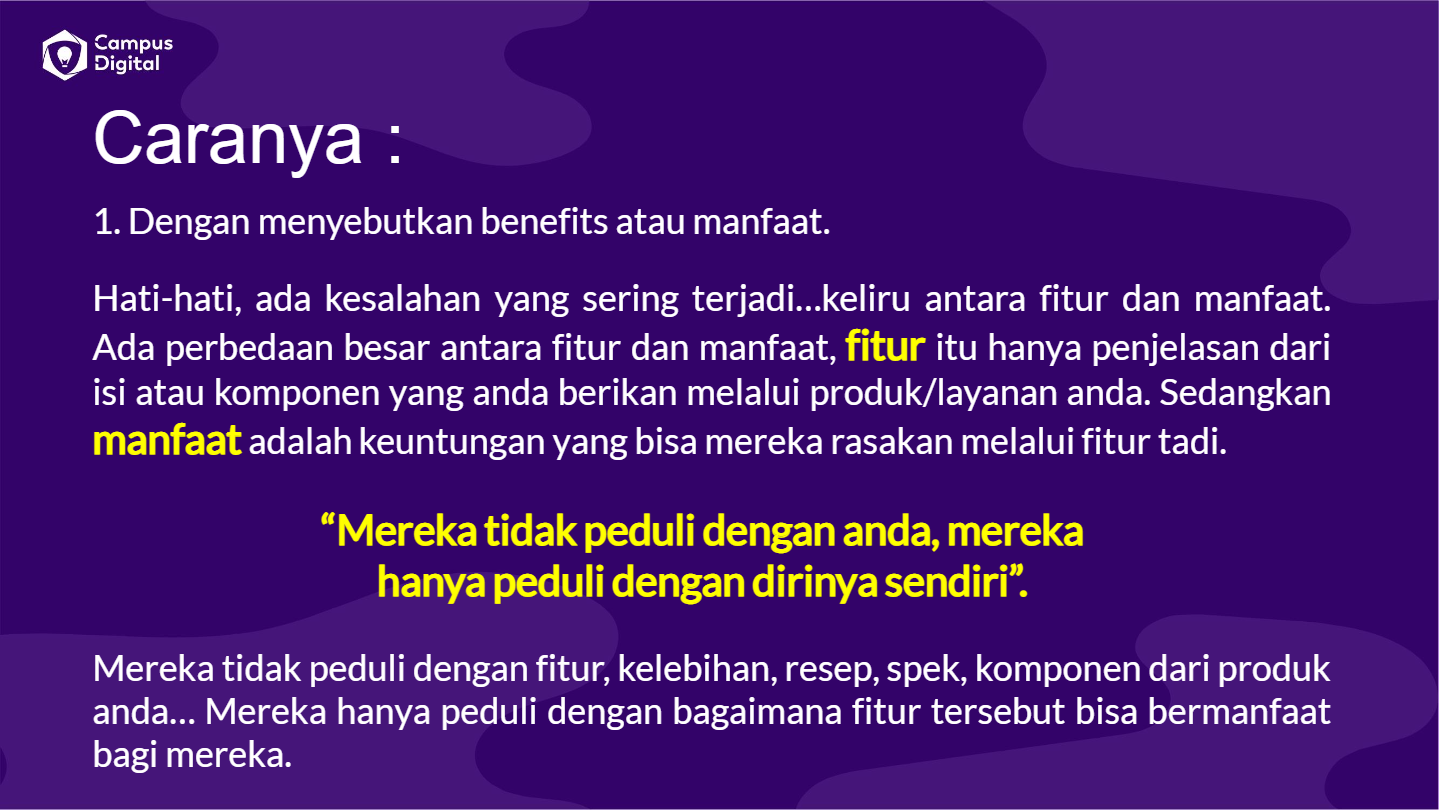 Campus
Digital
Caranya :
1. Dengan menyebutkan benefits atau manfaat.
Hati-hati, ada kesalahan yang sering terjadi...keliru antara fitur dan manfaat.
Ada perbedaan besar antara fitur dan manfaat, fitur itu hanya penjelasan dari
isi atau komponen yang anda berikan melalui produk/layanan anda. Sedangkan
manfaat adalah keuntungan yang bisa mereka rasakan melalui fitur tadi.
“Mereka tidak peduli dengan anda, mereka
hanya peduli dengan dirinya sendiri”.
Mereka tidak peduli dengan fitur, kelebihan, resep, spek, komponen dari produk
anda... Mereka hanya peduli dengan bagaimana fitur tersebut bisa bermanfaat
bagi mereka.